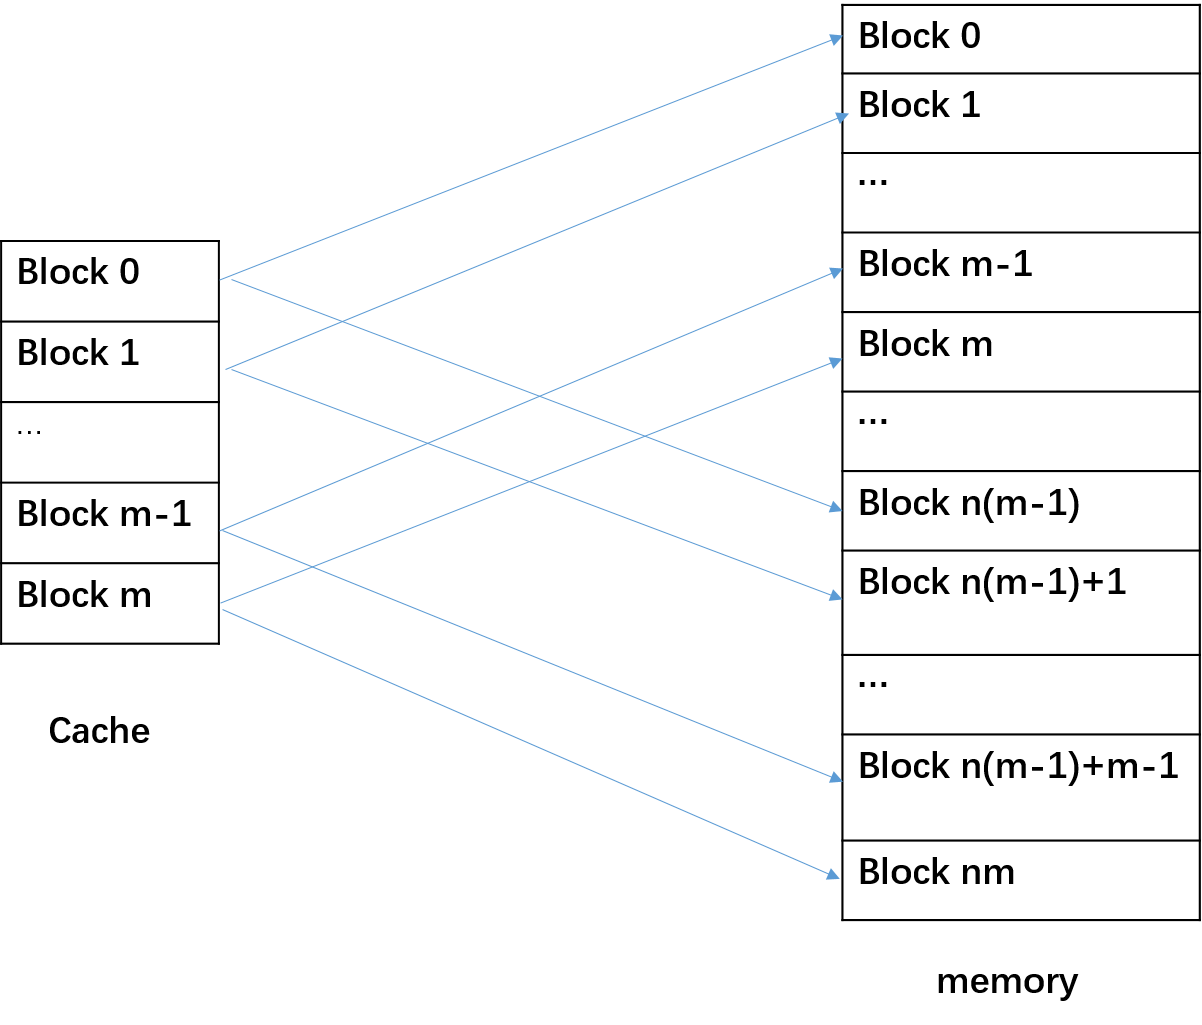 Block 0
Block 1
...
Block m-1
Block m
Cache
Block 0
Block 1
...
Block m-1
Block m
...
Block n(m-1)
Block n(m-1)+1
...
Block n(m-1)+m-1
Block nm
memory